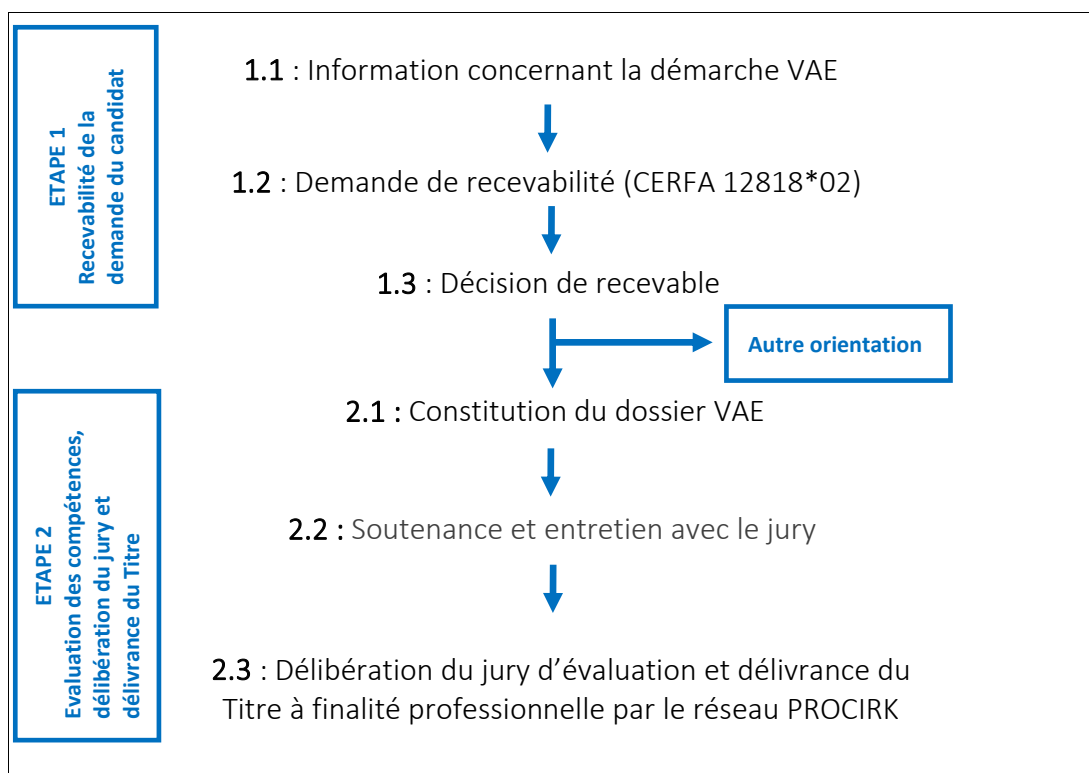 ETAPE 1
Recevabilité de la
demande du candidat
1.1 : Information concernant la démarche VAE
1.2 : Demande de recevabilité (CERFA 12818*02)
1.3 : Décision de recevable
Autre orientation
ETAPE 2
Evaluation des compétences,
délibération du jury et
délivrance du Titre
2.1 : Constitution du dossier VAE
2.2 : Soutenance et entretien avec le jury
2.3 : Délibération du jury d’évaluation et délivrance du
Titre à finalité professionnelle par le réseau PROCIRK